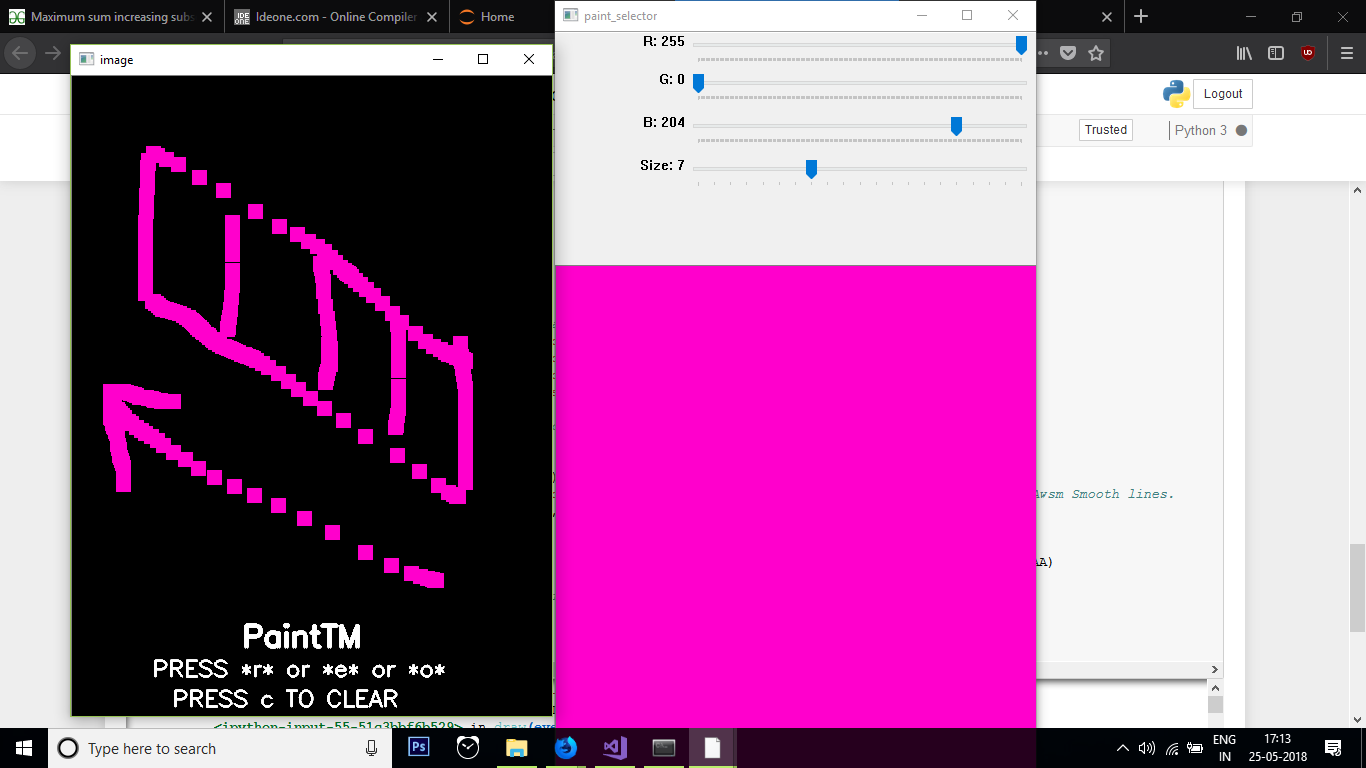 Maximum sum increasing subs
Ideone.com - Online Compiler
Home
paint_selector
image
R: 255
G: 0
B: 204
Size: 7
Logout
Trusted
Python 3
Awsm Smooth lines.
AA)
PaintTM
PRESS *r* or *e* or *o*
PRESS c TO CLEAR
<ipython-input-55-51c3bbf6b529> in draw(eve
Type here to search
Ps
ENG
IN
17:13
25-05-2018